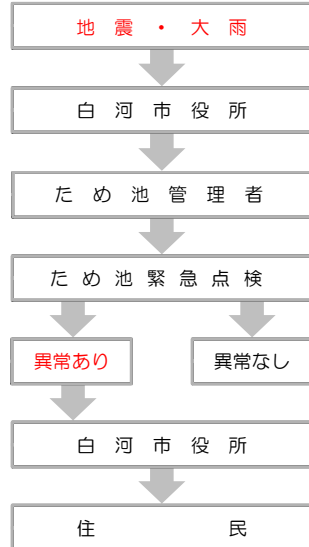 地震・大雨
白河市役所
ため池管理者
ため池緊急点検
異常あり 異常なし
白河市役所
住民